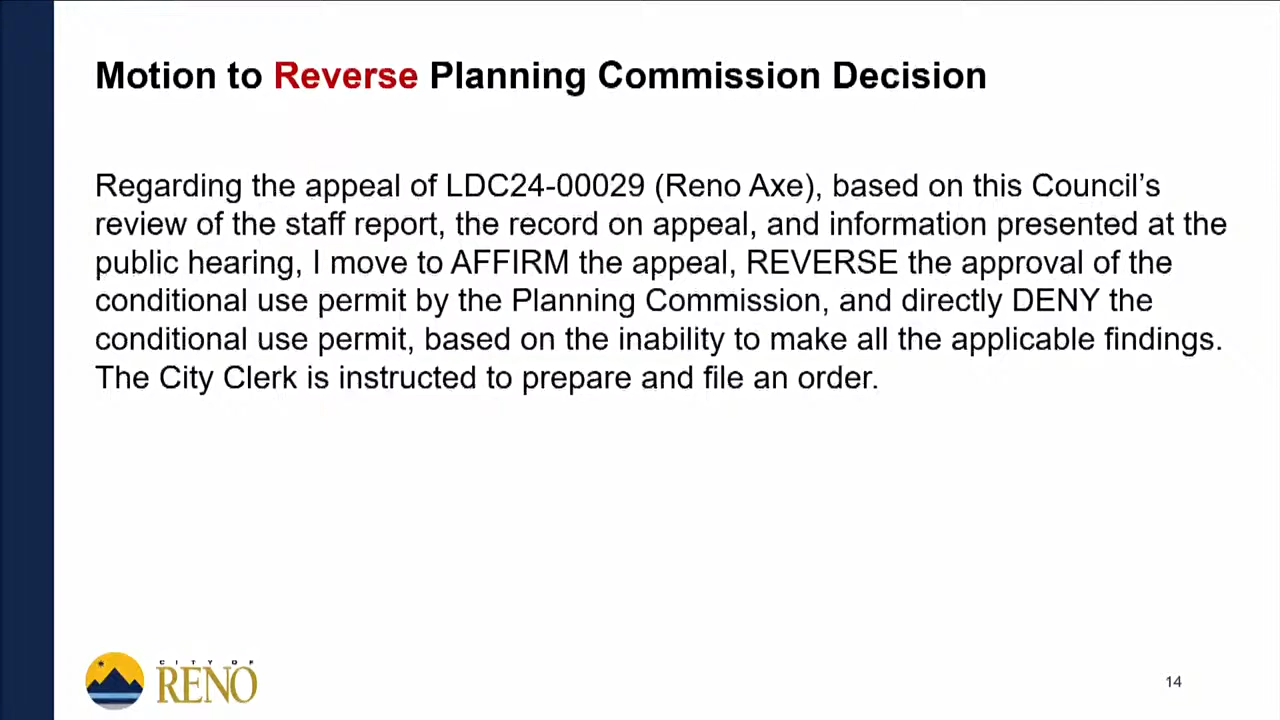 Motion to Reverse Planning Commission Decision
Regarding the appeal of LDC24-00029 (Reno Axe), based on this Council’s
review of the staff report, the record on appeal, and information presented at the
public hearing, I move to AFFIRM the appeal, REVERSE the approval of the
conditional use permit by the Planning Commission, and directly DENY the
conditional use permit, based on the inability to make all the applicable findings.
The City Clerk is instructed to prepare and file an order.
CITY OF
RENO
14